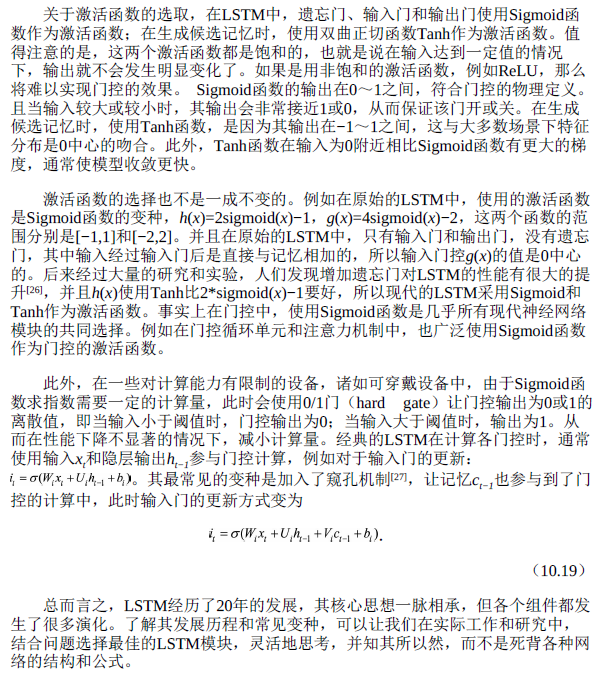 关于激活函数的选取，在LSTM中，遗忘门、输入门和输出门使用Sigmoid函
数作为激活函数；在生成候选记忆时，使用双曲正切函数Tanh作为激活函数。值
得注意的是，这两个激活函数都是饱和的，也就是说在输入达到一定值的情况
下，输出就不会发生明显变化了。如果是用非饱和的激活函数，例如ReLU，那么
将难以实现门控的效果。 Sigmoid函数的输出在0～1之间，符合门控的物理定义。
且当输入较大或较小时，其输出会非常接近1或0，从而保证该门开或关。在生成
候选记忆时，使用Tanh函数，是因为其输出在−1～1之间，这与大多数场景下特征
分布是0中心的吻合。此外，Tanh函数在输入为0附近相比Sigmoid函数有更大的梯
度，通常使模型收敛更快。
激活函数的选择也不是一成不变的。例如在原始的LSTM中，使用的激活函数
是Sigmoid函数的变种，h(x)=2sigmoid(x)−1，g(x)=4sigmoid(x)−2，这两个函数的范
围分别是[−1,1]和[−2,2]。并且在原始的LSTM中，只有输入门和输出门，没有遗忘
门，其中输入经过输入门后是直接与记忆相加的，所以输入门控g(x)的值是0中心
的。后来经过大量的研究和实验，人们发现增加遗忘门对LSTM的性能有很大的提
升[26]，并且h(x)使用Tanh比2*sigmoid(x)−1要好，所以现代的LSTM采用Sigmoid和
Tanh作为激活函数。事实上在门控中，使用Sigmoid函数是几乎所有现代神经网络
模块的共同选择。例如在门控循环单元和注意力机制中，也广泛使用Sigmoid函数
作为门控的激活函数。
此外，在一些对计算能力有限制的设备，诸如可穿戴设备中，由于Sigmoid函
数求指数需要一定的计算量，此时会使用0/1门（hard gate）让门控输出为0或1的
离散值，即当输入小于阈值时，门控输出为0；当输入大于阈值时，输出为1。从
而在性能下降不显著的情况下，减小计算量。经典的LSTM在计算各门控时，通常
使用输入xₜ和隐层输出hₜ₋₁参与门控计算，例如对于输入门的更新：
iₜ = σ(Wᵢxₜ + Uᵢhₜ₋₁ + bᵢ)。其最常见的变种是加入了窥孔机制[27]，让记忆cₜ₋₁也参与到了门
控的计算中，此时输入门的更新方式变为
iₜ = σ(Wᵢxₜ + Uᵢhₜ₋₁ + Vᵢcₜ₋₁ + bᵢ).
（10.19）
总而言之，LSTM经历了20年的发展，其核心思想一脉相承，但各个组件都发
生了很多演化。了解其发展历程和常见变种，可以让我们在实际工作和研究中，
结合问题选择最佳的LSTM模块，灵活地思考，并知其所以然，而不是死背各种网
络的结构和公式。